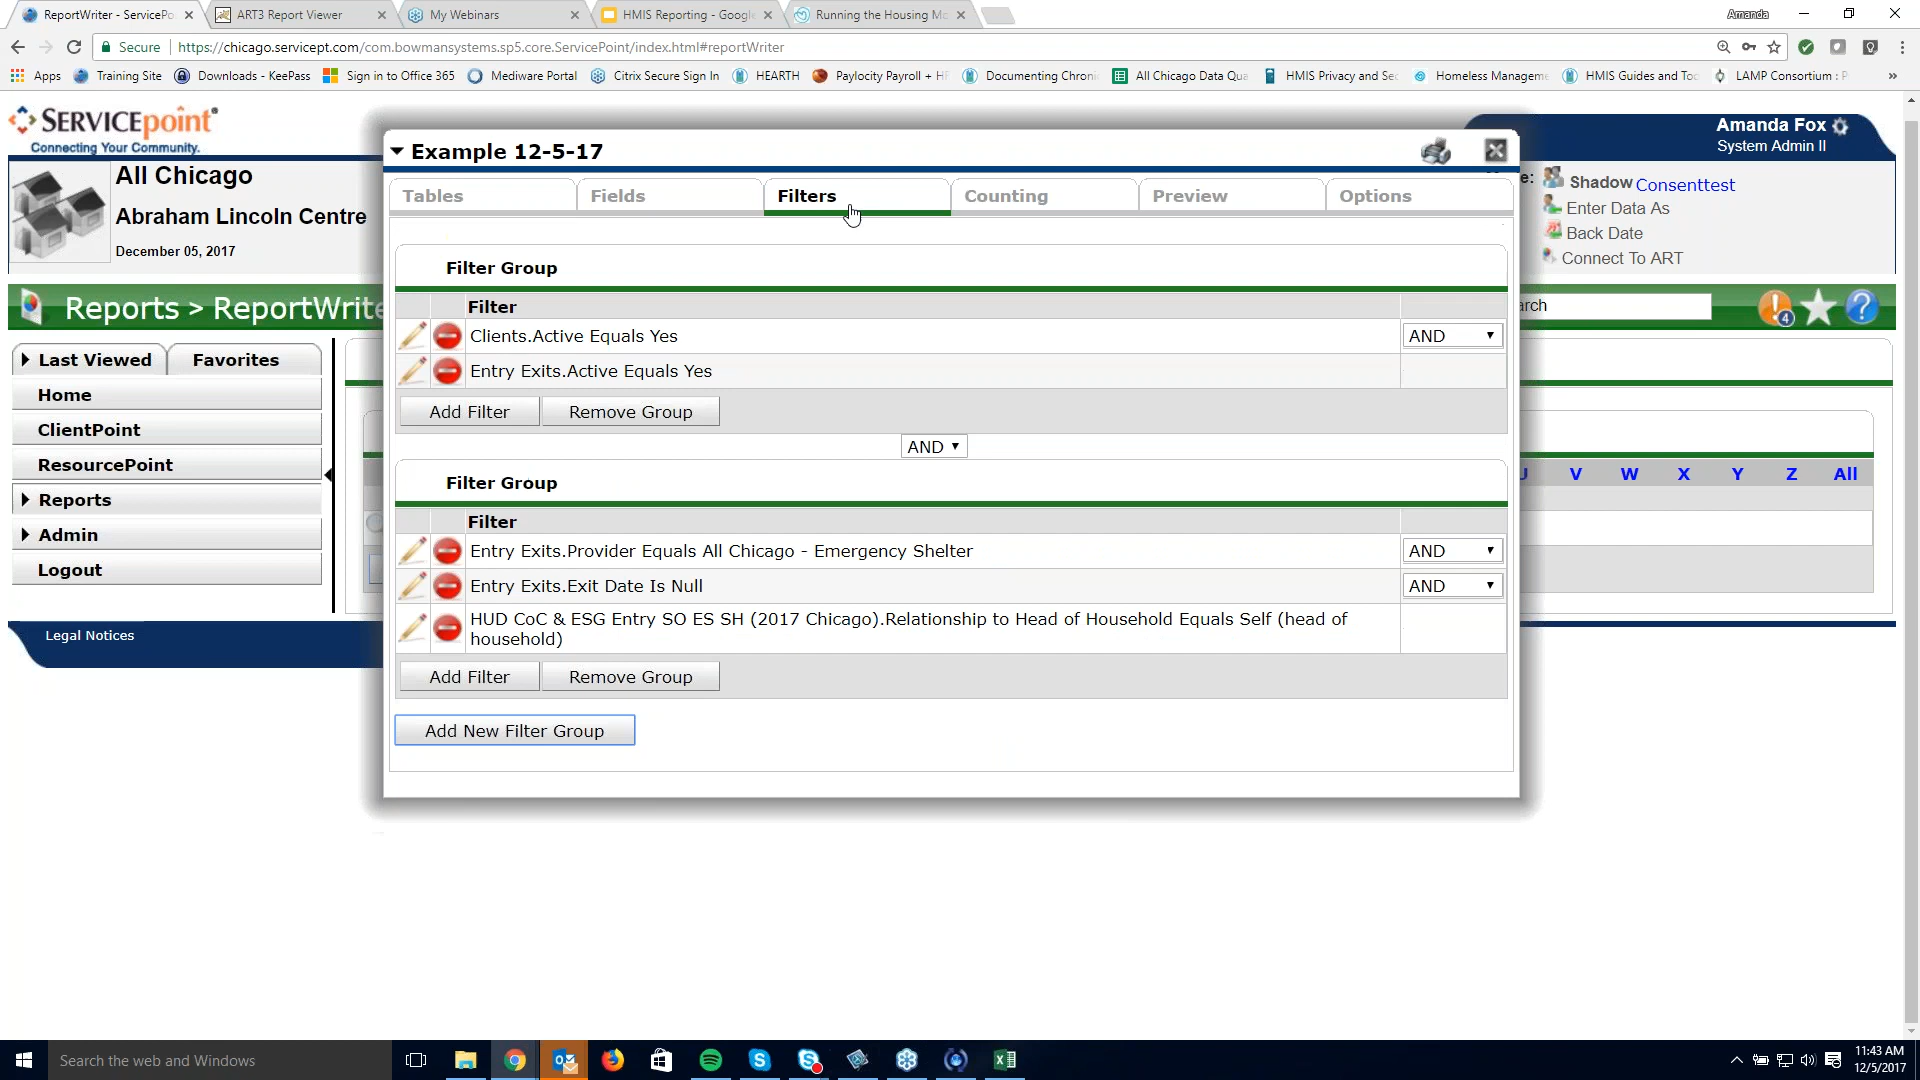 ReportWriter - ServicePo
ART3 Report Viewer
My Webinars
HMIS Reporting - Google
Running the Housing Mo
Amanda
Secure
https://chicago.servicept.com/com.bowmansystems.sp5.core.ServicePoint/index.html#reportWriter
Apps
Training Site
Downloads - KeePass
Sign in to Office 365
Mediware Portal
Citrix Secure Sign In
HEARTH
Paylocity Payroll + HF
Documenting Chroni
All Chicago Data Qua
HMIS Privacy and Sec
Homeless Manageme
HMIS Guides and Too
LAMP Consortium : P
»
SERVICEpoint®
Connecting Your Community.
All Chicago
Abraham Lincoln Centre
December 05, 2017
Amanda Fox
System Admin II
e:
Shadow Consenttest
Enter Data As
Back Date
Connect To ART
Reports > ReportWrite
arch
4
Last Viewed
Favorites
Home
ClientPoint
ResourcePoint
Reports
Admin
Logout
Legal Notices
U V W X Y Z All
Example 12-5-17
Tables
Fields
Filters
Counting
Preview
Options
Filter Group
Filter
Clients.Active Equals Yes
AND
Entry Exits.Active Equals Yes
Add Filter
Remove Group
AND
Filter Group
Filter
Entry Exits.Provider Equals All Chicago - Emergency Shelter
AND
Entry Exits.Exit Date Is Null
AND
HUD CoC & ESG Entry SO ES SH (2017 Chicago).Relationship to Head of Household Equals Self (head of
household)
Add Filter
Remove Group
Add New Filter Group
Search the web and Windows
11:43 AM
12/5/2017